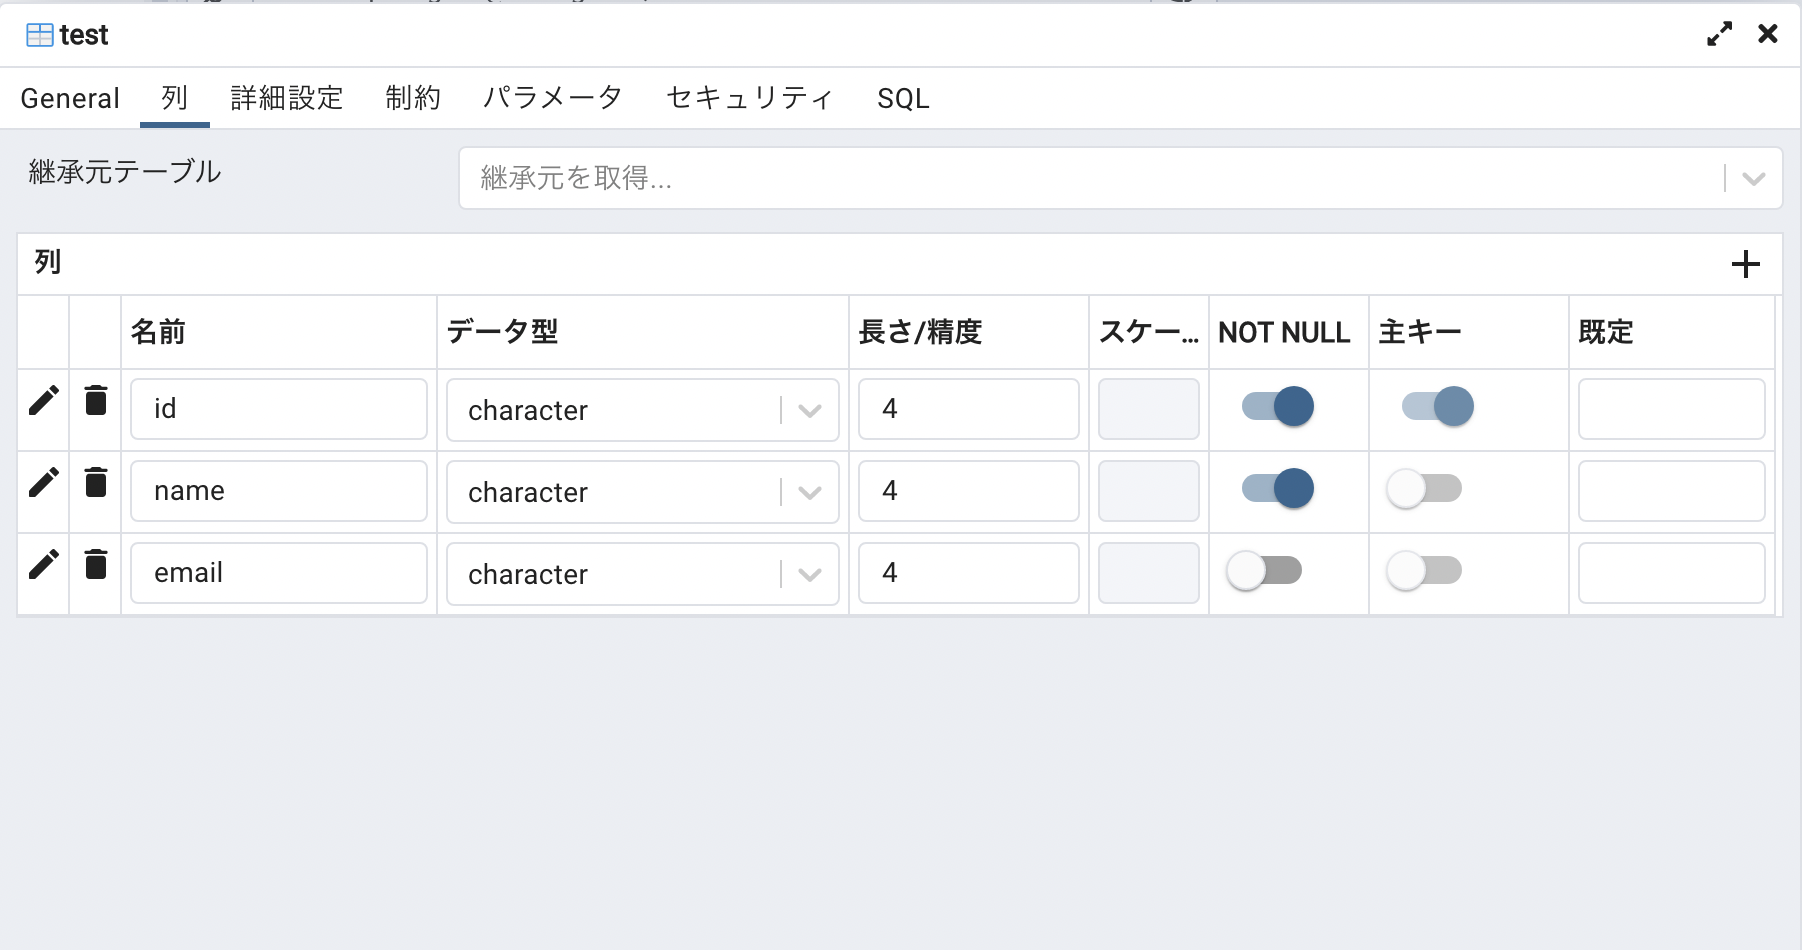 test
General 列 詳細設定 制約 パラメータ セキュリティ SQL
継承元テーブル 継承元を取得...
列
名前 データ型 長さ/精度 スケー... NOT NULL 主キー 既定
id character 4
name character 4
email character 4